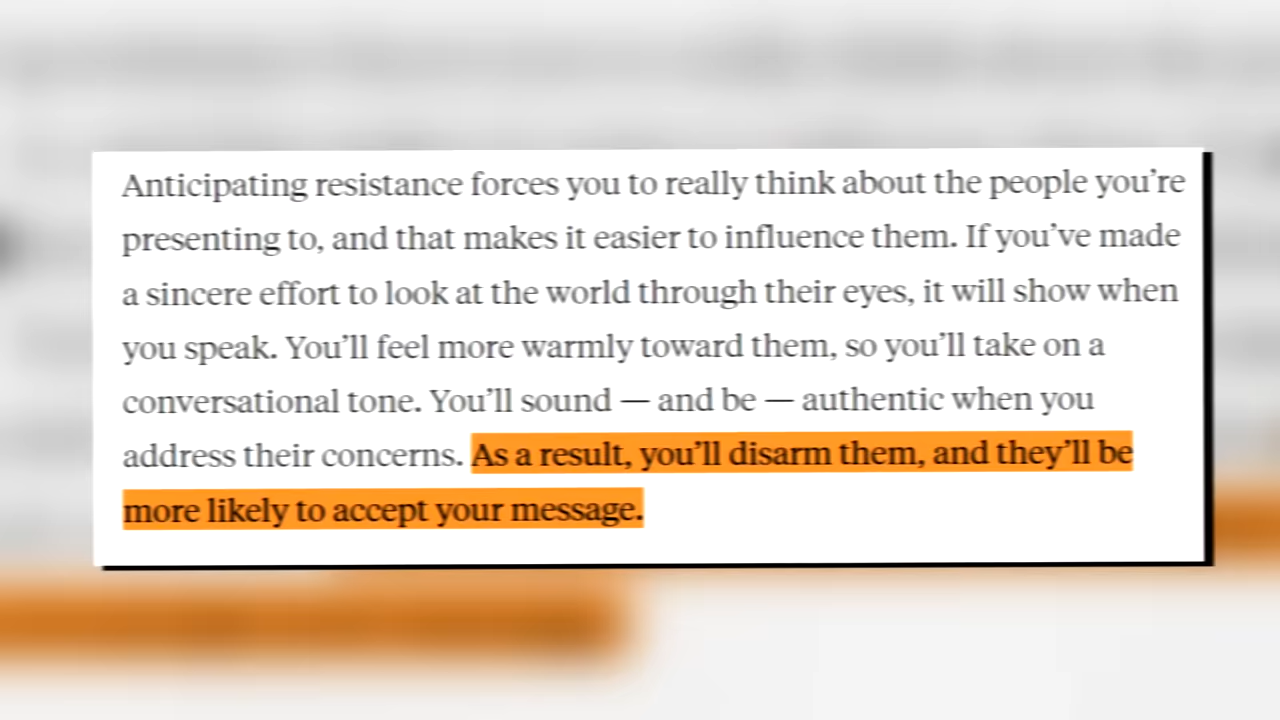 Anticipating resistance forces you to really think about the people you’re
presenting to, and that makes it easier to influence them. If you’ve made
a sincere effort to look at the world through their eyes, it will show when
you speak. You’ll feel more warmly toward them, so you’ll take on a
conversational tone. You’ll sound — and be — authentic when you
address their concerns. As a result, you’ll disarm them, and they’ll be
more likely to accept your message.